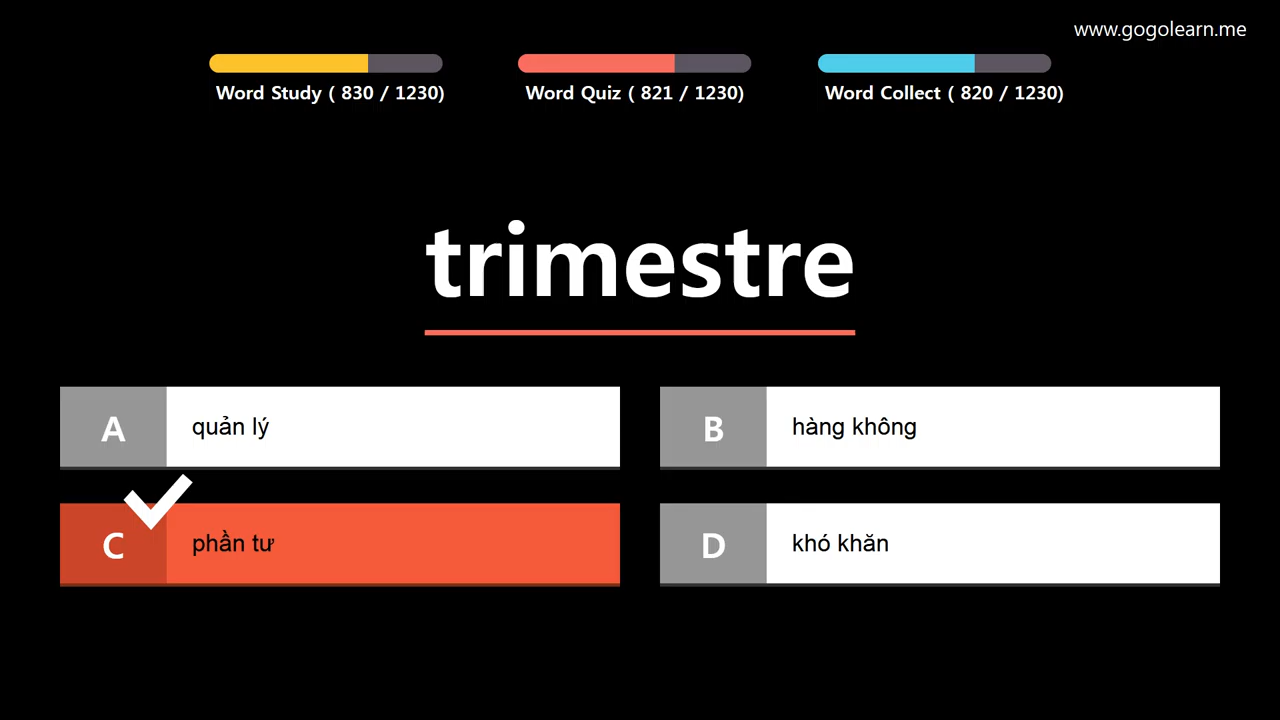 www.gogolearn.me
Word Study ( 830 / 1230)
Word Quiz ( 821 / 1230)
Word Collect ( 820 / 1230)
trimestre
A quản lý
B hàng không
C phần tư
D khó khăn